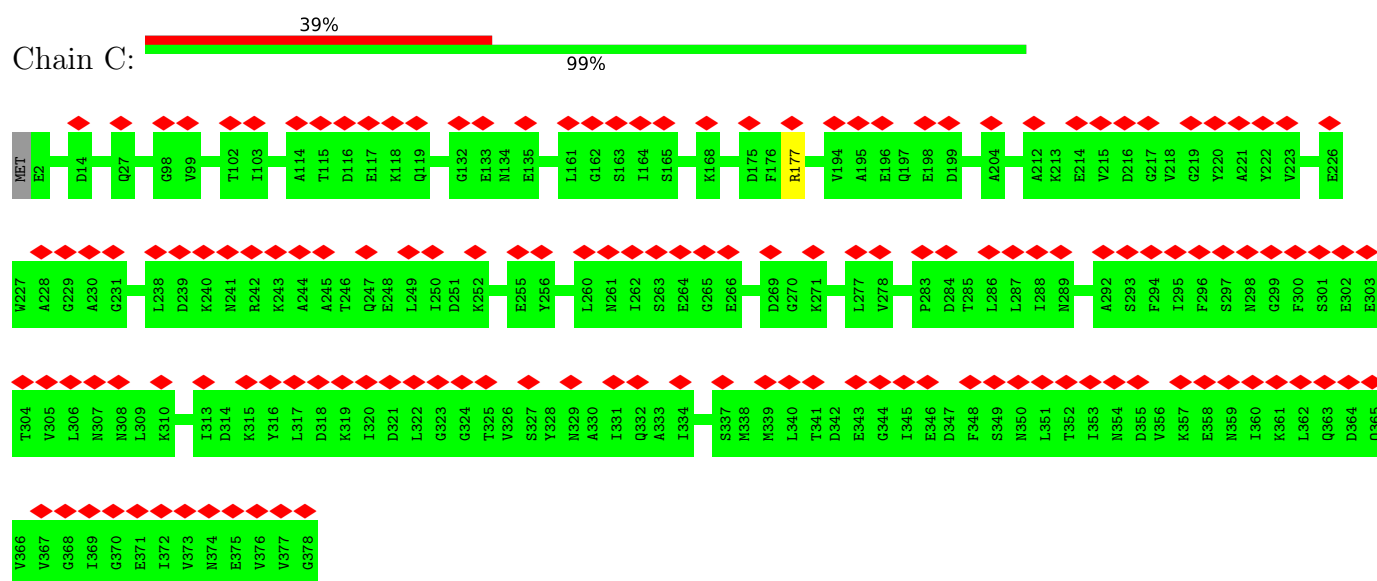 39%
Chain C:
99%
MET E2 D14 Q27 G98 V99 T102 I103 A114 T115 D116 E117 K118 Q119 G132 E133 N134 E135 L161 G162 S163 I164 S165 K168 D175 F176 R177 V194 A195 E196 Q197 E198 D199 A204 A212 K213 E214 V215 D216 G217 V218 G219 Y220 A221 Y222 V223 E226
W227 A228 G229 A230 G231 L238 D239 K240 N241 R242 K243 A244 A245 T246 Q247 E248 L249 I250 D251 K252 E255 Y256 L260 N261 I262 S263 E264 G265 E266 D269 G270 K271 L277 V278 P283 D284 T285 L286 L287 I288 N289 A292 S293 F294 I295 F296 S297 N298 G299 F300 S301 E302 E303
T304 V305 L306 N307 N308 L309 K310 I313 D314 K315 Y316 L317 D318 K319 I320 D321 L322 G323 G324 T325 V326 S327 Y328 N329 A330 I331 Q332 A333 I334 S337 M338 M339 L340 T341 D342 E343 G344 I345 E346 D347 F348 S349 N350 L351 T352 I353 N354 D355 V356 K357 E358 N359 I360 K361 L362 Q363 D364 Q365
V366 V367 G368 I369 G370 E371 I372 V373 N374 E375 V376 V377 G378